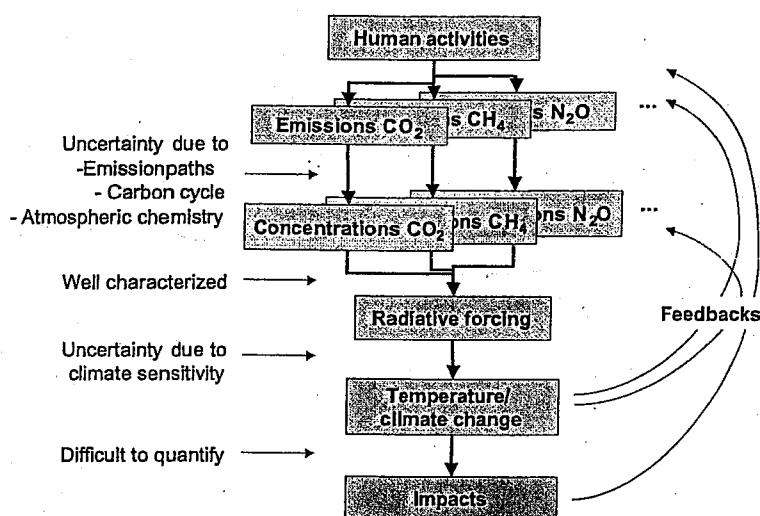 Human activities
Emissions CO₂
ns CH₄
s N₂O
...
Uncertainty due to
-Emissionpaths
- Carbon cycle
- Atmospheric chemistry
Concentrations CO₂
ons CH₄
ons N₂O
...
Well characterized
Radiative forcing
Feedbacks
Uncertainty due to
climate sensitivity
Temperature/
climate change
Difficult to quantify
Impacts